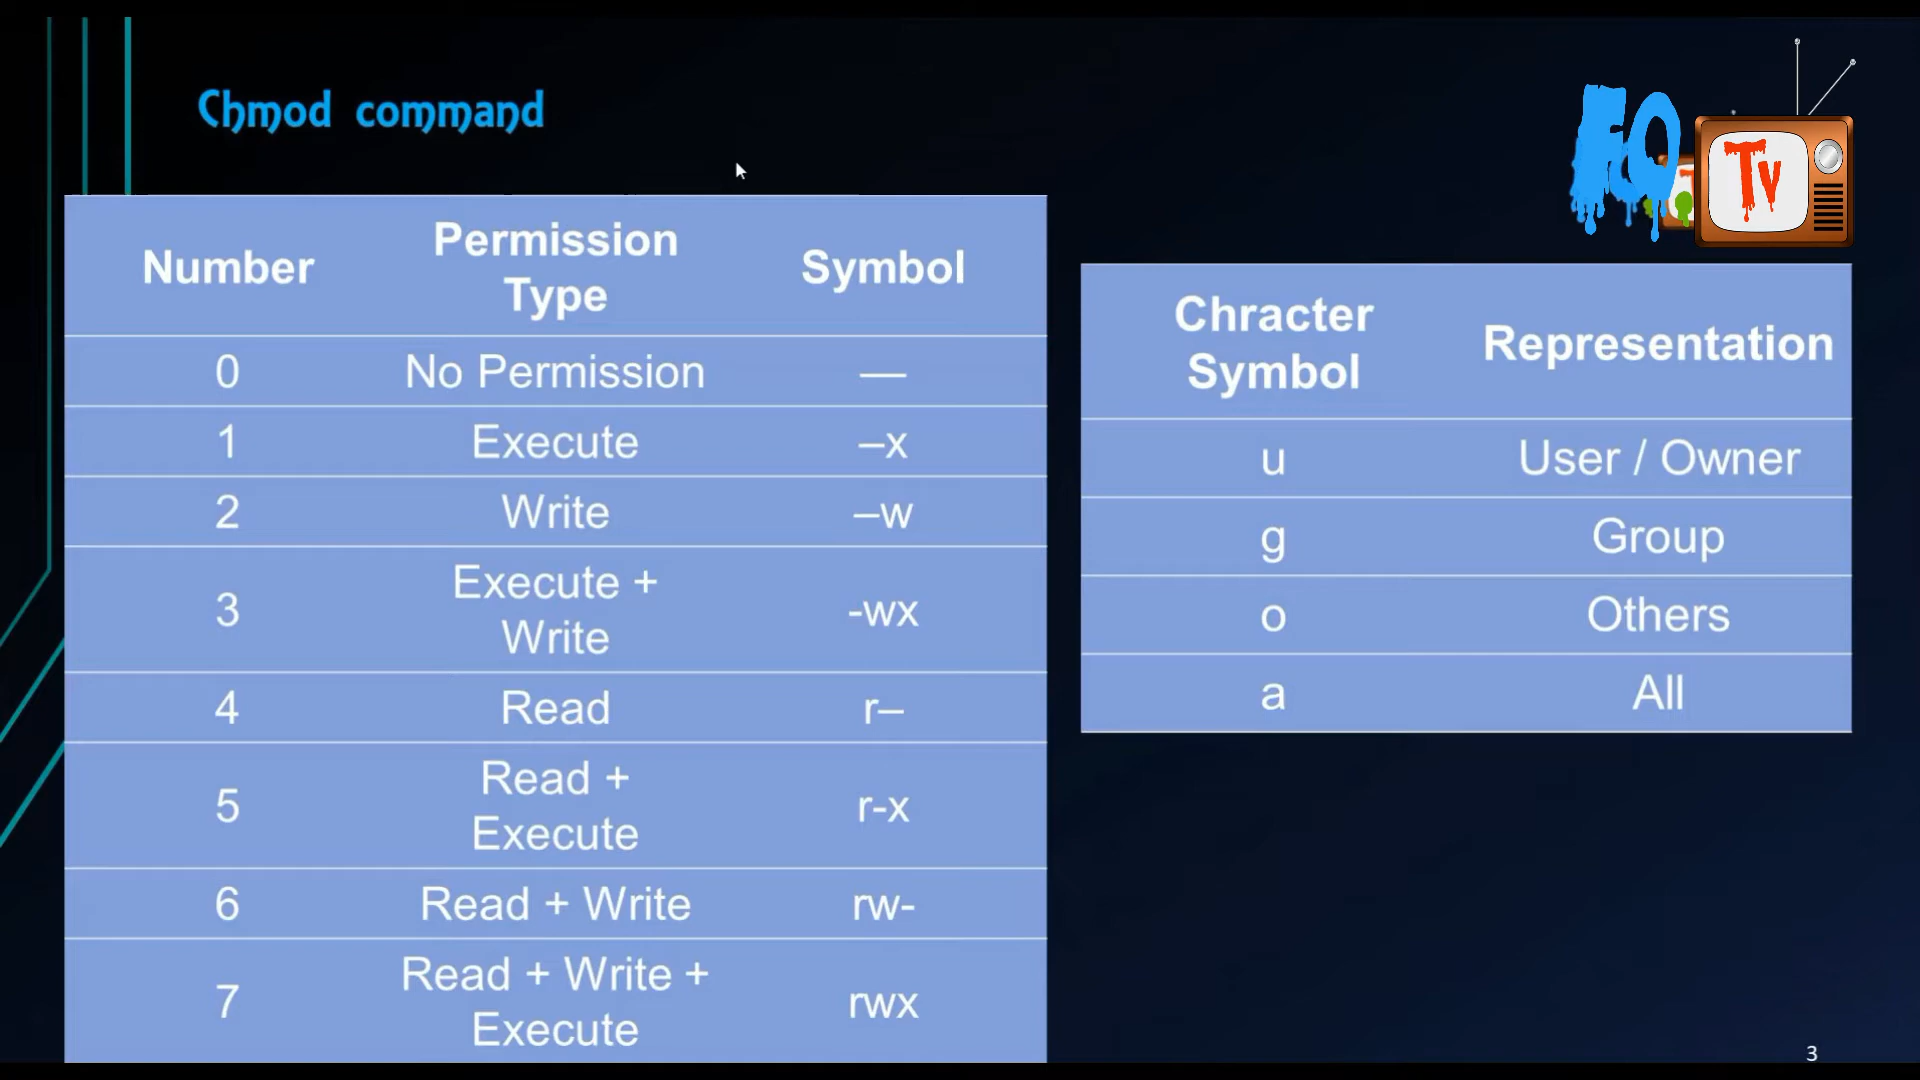 Chmod command
EQ
Tv
Number Permission Type Symbol
0 No Permission —
1 Execute –x
2 Write –w
3 Execute + Write -wx
4 Read r–
5 Read + Execute r-x
6 Read + Write rw-
7 Read + Write + Execute rwx
Chracter Symbol Representation
u User / Owner
g Group
o Others
a All
3